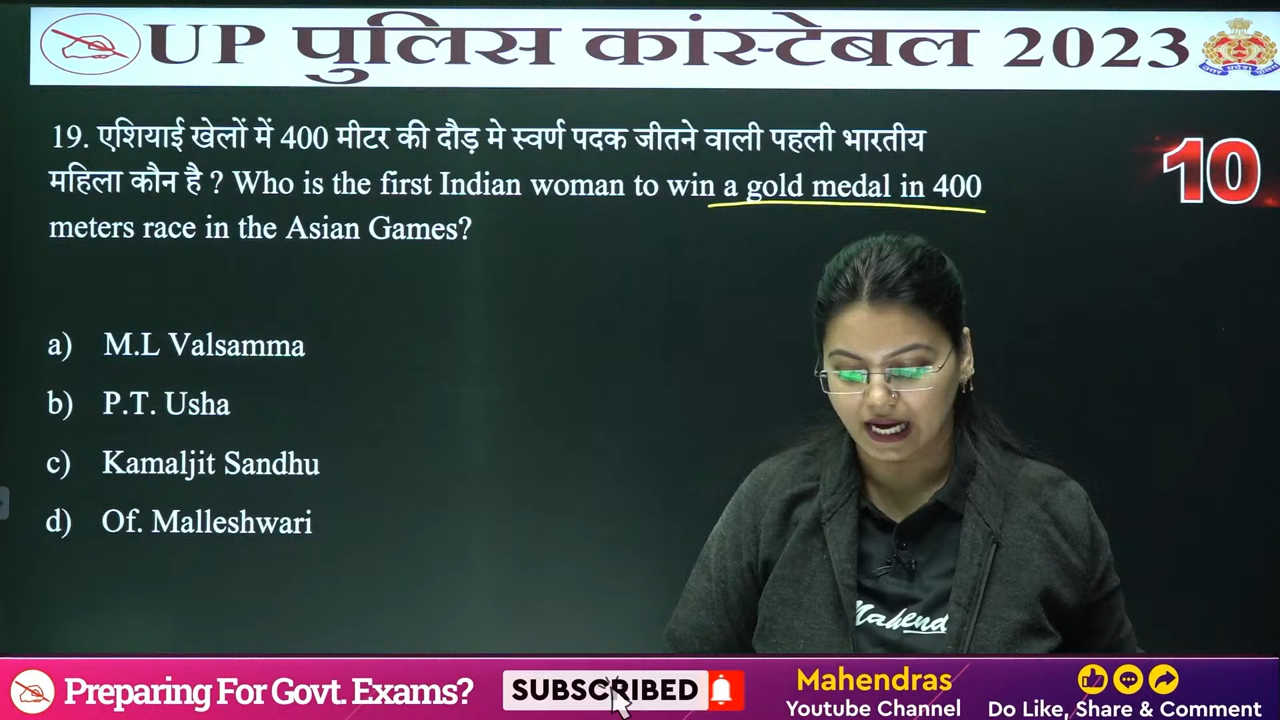 UP पुलिस कांस्टेबल 2023
19. एशियाई खेलों में 400 मीटर की दौड़ मे स्वर्ण पदक जीतने वाली पहली भारतीय
महिला कौन है ? Who is the first Indian woman to win a gold medal in 400
meters race in the Asian Games?
10
a) M.L Valsamma
b) P.T. Usha
c) Kamaljit Sandhu
d) Of. Malleshwari
Mahend
Preparing For Govt. Exams?
SUBSCRIBED
Mahendras
Youtube Channel
Do Like, Share & Comment